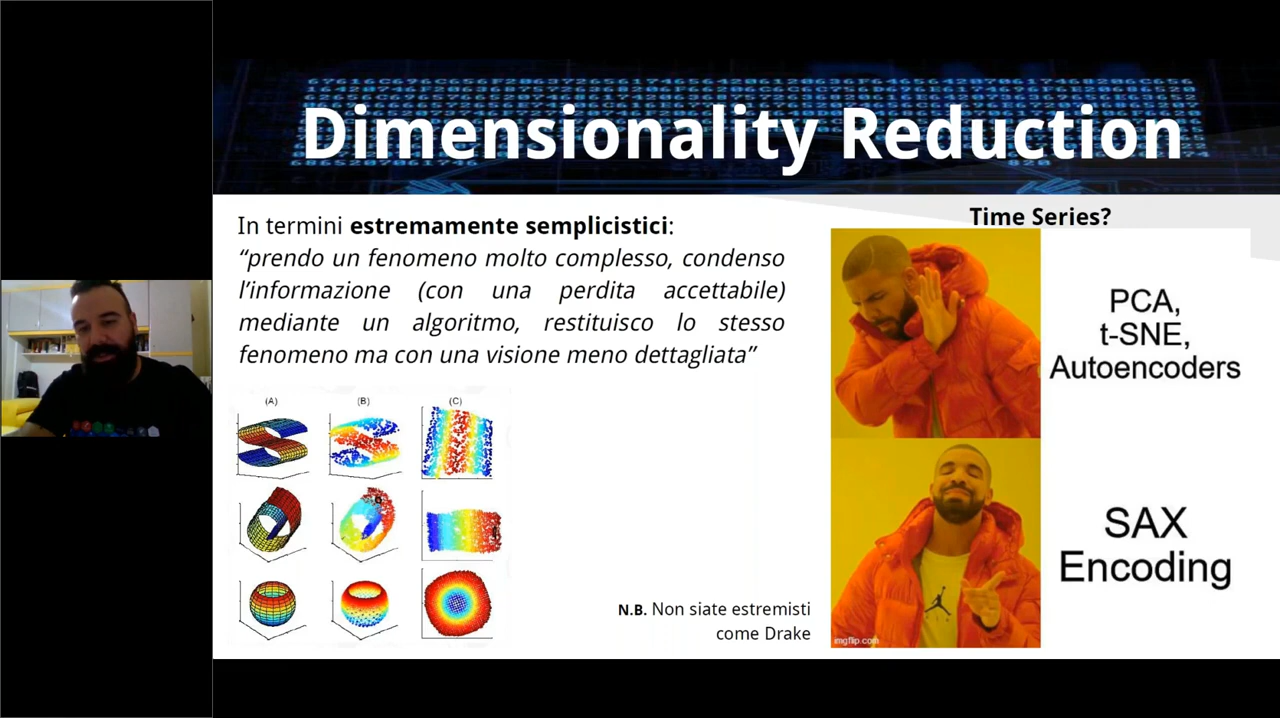 Dimensionality Reduction
In termini estremamente semplicistici:
“prendo un fenomeno molto complesso, condenso
l’informazione (con una perdita accettabile)
mediante un algoritmo, restituisco lo stesso
fenomeno ma con una visione meno dettagliata”
(A)
(B)
(C)
N.B. Non siate estremisti
come Drake
Time Series?
PCA,
t-SNE,
Autoencoders
SAX
Encoding
imgflip.com